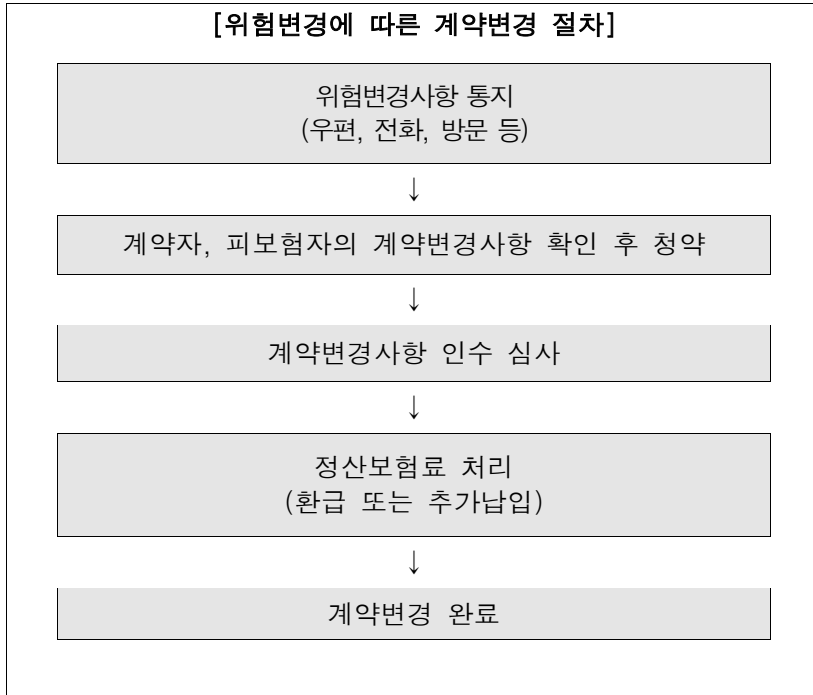 [위험변경에 따른 계약변경 절차]
위험변경사항 통지
(우편, 전화, 방문 등)
↓
계약자, 피보험자의 계약변경사항 확인 후 청약
↓
계약변경사항 인수 심사
↓
정산보험료 처리
(환급 또는 추가납입)
↓
계약변경 완료